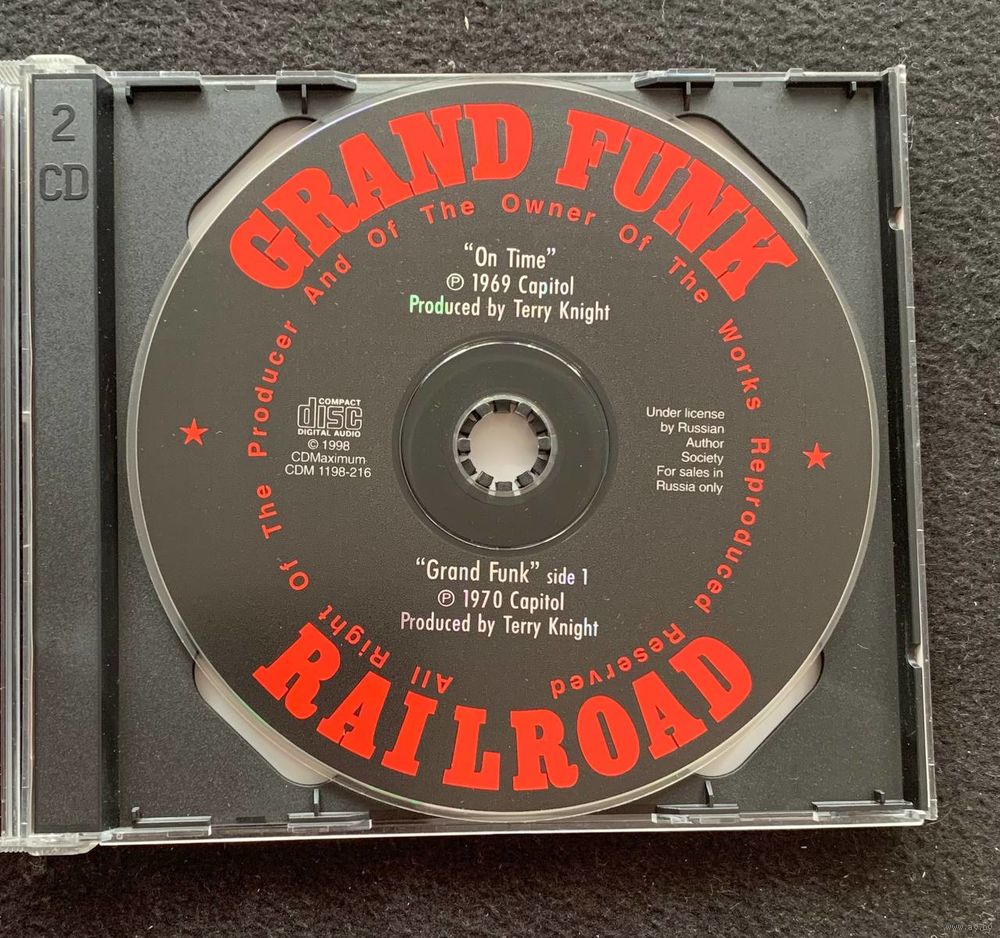 2
CD
GRAND FUNK
"On Time"
℗ 1969 Capitol
Produced by Terry Knight
COMPACT
disc
DIGITAL AUDIO
© 1998
CDMaximum
CDM 1198-216
Under license
by Russian
Author
Society
For sales in
Russia only
"Grand Funk" side 1
℗ 1970 Capitol
Produced by Terry Knight
All Right Of The Producer And Of The Owner Of The Works Reproduced Reserved
RAILROAD
www.ay.by